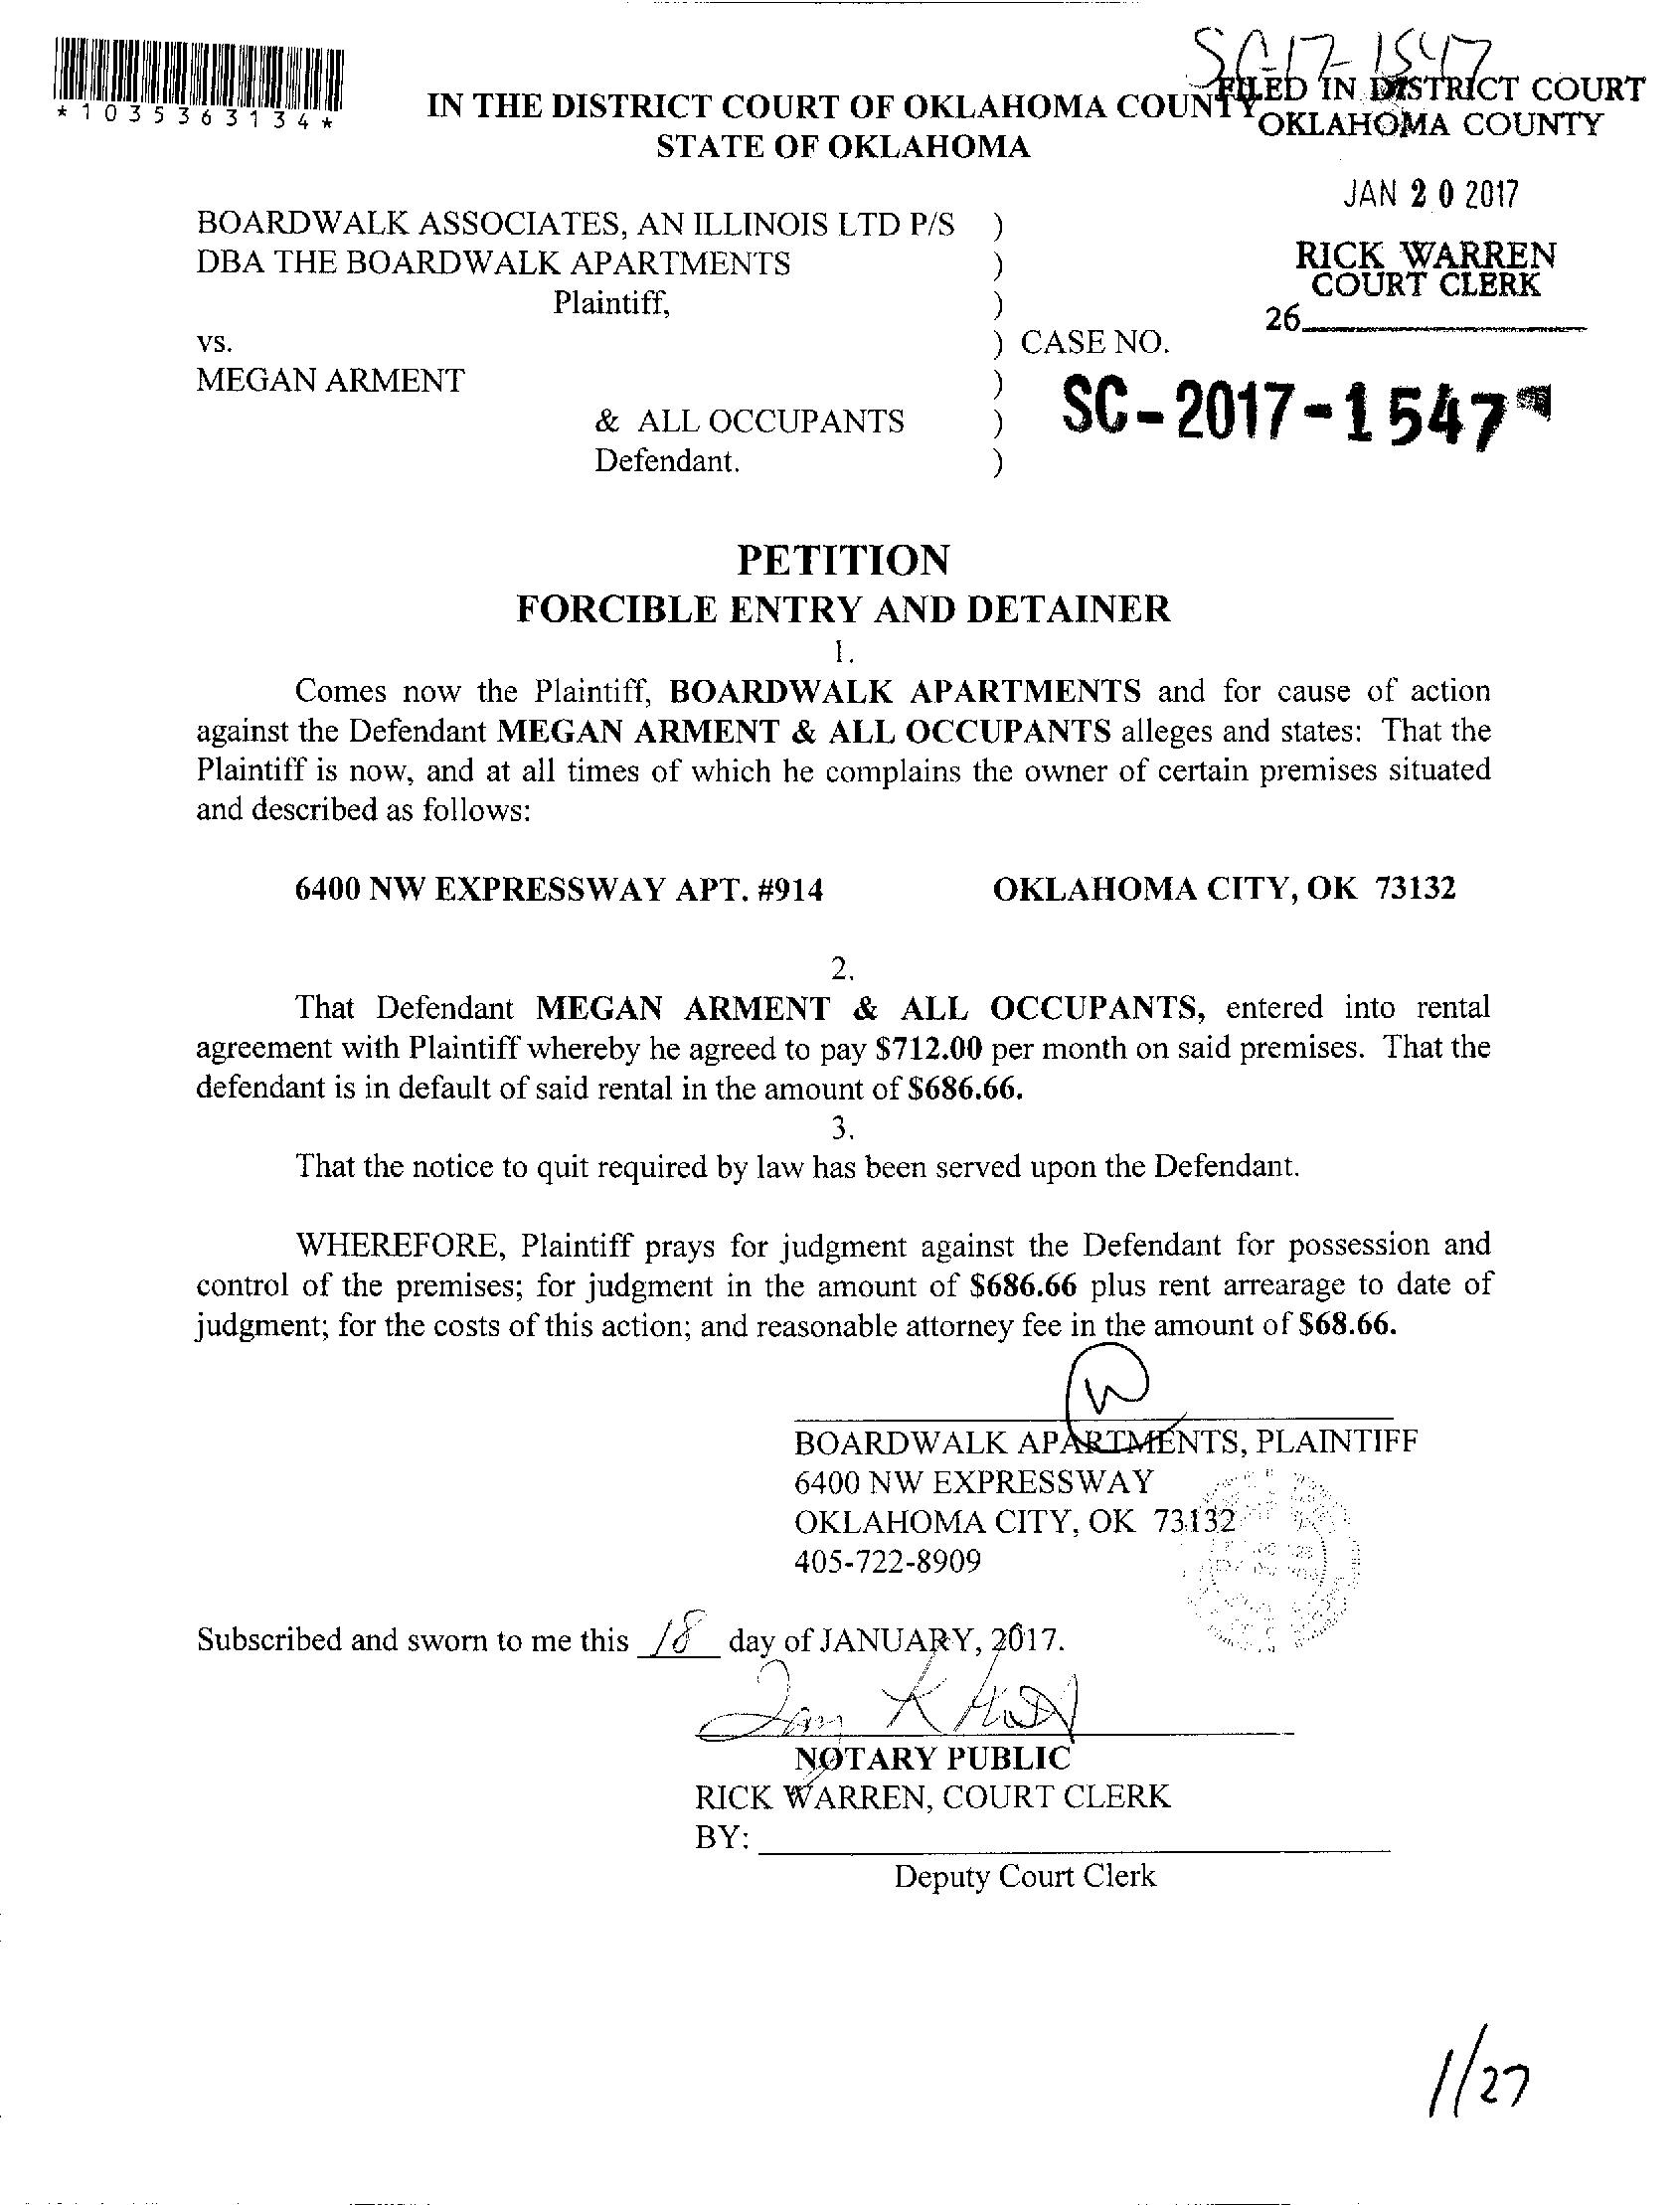 SC-17-1547
*1035363134*
IN THE DISTRICT COURT OF OKLAHOMA COUNTY
STATE OF OKLAHOMA
FILED IN DISTRICT COURT
OKLAHOMA COUNTY
JAN 20 2017
RICK WARREN
COURT CLERK
26
BOARDWALK ASSOCIATES, AN ILLINOIS LTD P/S )
DBA THE BOARDWALK APARTMENTS )
Plaintiff, )
vs. ) CASE NO.
MEGAN ARMENT )
& ALL OCCUPANTS )
Defendant. )
SC-2017-1547
PETITION
FORCIBLE ENTRY AND DETAINER
1.
Comes now the Plaintiff, BOARDWALK APARTMENTS and for cause of action
against the Defendant MEGAN ARMENT & ALL OCCUPANTS alleges and states: That the
Plaintiff is now, and at all times of which he complains the owner of certain premises situated
and described as follows:
6400 NW EXPRESSWAY APT. #914 OKLAHOMA CITY, OK 73132
2.
That Defendant MEGAN ARMENT & ALL OCCUPANTS, entered into rental
agreement with Plaintiff whereby he agreed to pay $712.00 per month on said premises. That the
defendant is in default of said rental in the amount of $686.66.
3.
That the notice to quit required by law has been served upon the Defendant.
WHEREFORE, Plaintiff prays for judgment against the Defendant for possession and
control of the premises; for judgment in the amount of $686.66 plus rent arrearage to date of
judgment; for the costs of this action; and reasonable attorney fee in the amount of $68.66.
BOARDWALK APARTMENTS, PLAINTIFF
6400 NW EXPRESSWAY
OKLAHOMA CITY, OK 73132
405-722-8909
Subscribed and sworn to me this 18 day of JANUARY, 2017.
NOTARY PUBLIC
RICK WARREN, COURT CLERK
BY:
Deputy Court Clerk
1/27